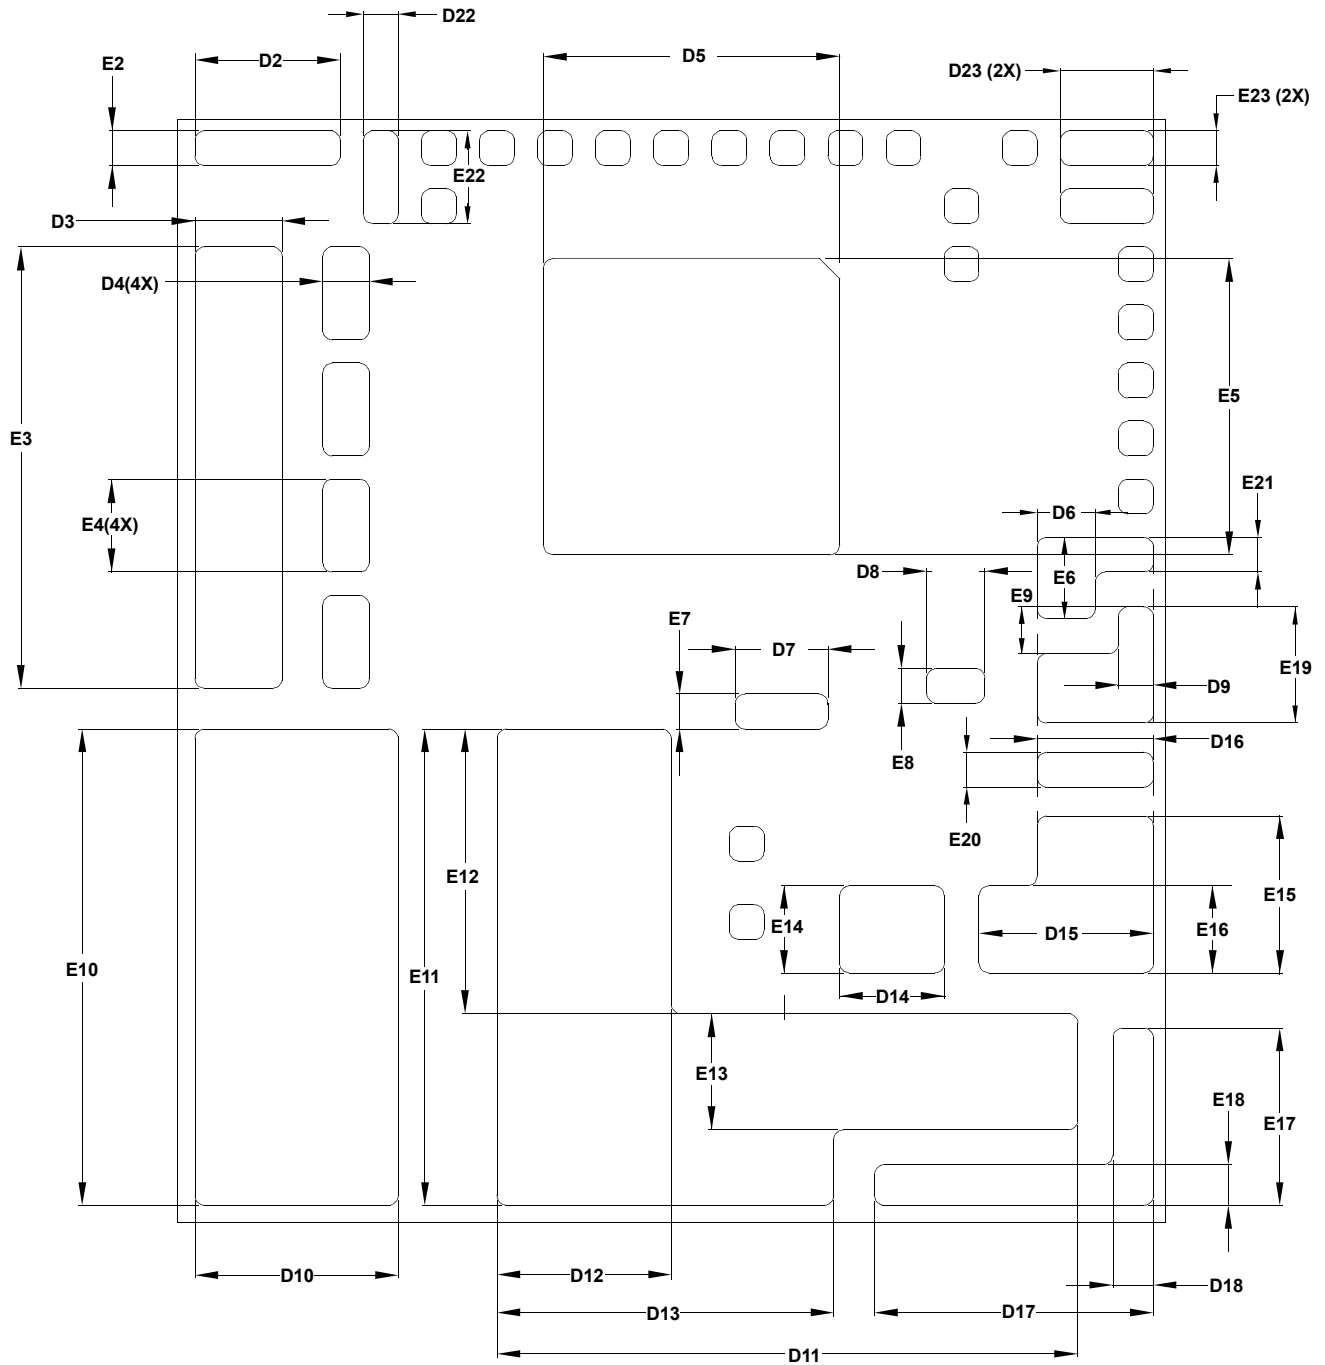 D22
E2
D2
D5
D23 (2X)
E23 (2X)
E22
D3
D4(4X)
E3
E5
E21
E4(4X)
D6
D8
E6
E9
E7
D7
E19
D9
D16
E8
E20
E12
E15
E14
E16
D15
E10
E11
D14
E13
E18
E17
D10
D12
D18
D13
D17
D11